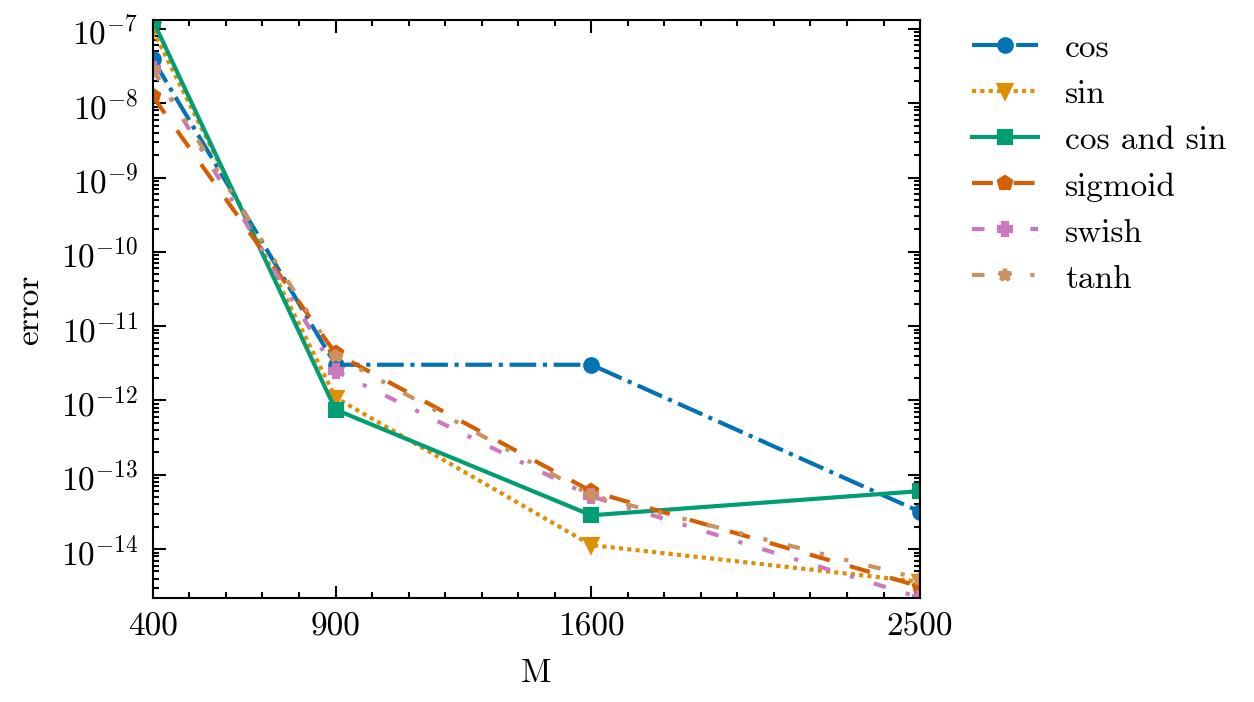 10⁻⁷
10⁻⁸
10⁻⁹
10⁻¹⁰
10⁻¹¹
10⁻¹²
10⁻¹³
10⁻¹⁴
error
400 900 1600 2500
M
cos
sin
cos and sin
sigmoid
swish
tanh